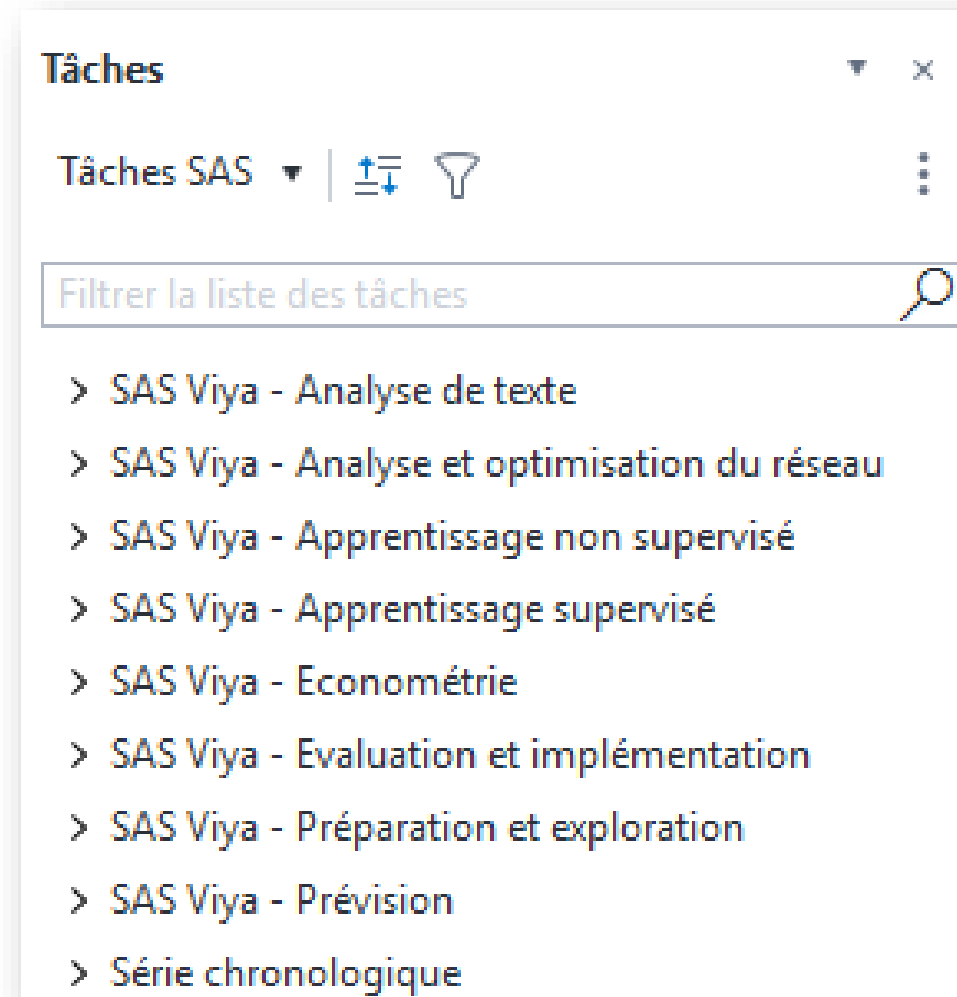 Tâches
Tâches SAS
Filtrer la liste des tâches
SAS Viya - Analyse de texte
SAS Viya - Analyse et optimisation du réseau
SAS Viya - Apprentissage non supervisé
SAS Viya - Apprentissage supervisé
SAS Viya - Econométrie
SAS Viya - Evaluation et implémentation
SAS Viya - Préparation et exploration
SAS Viya - Prévision
Série chronologique